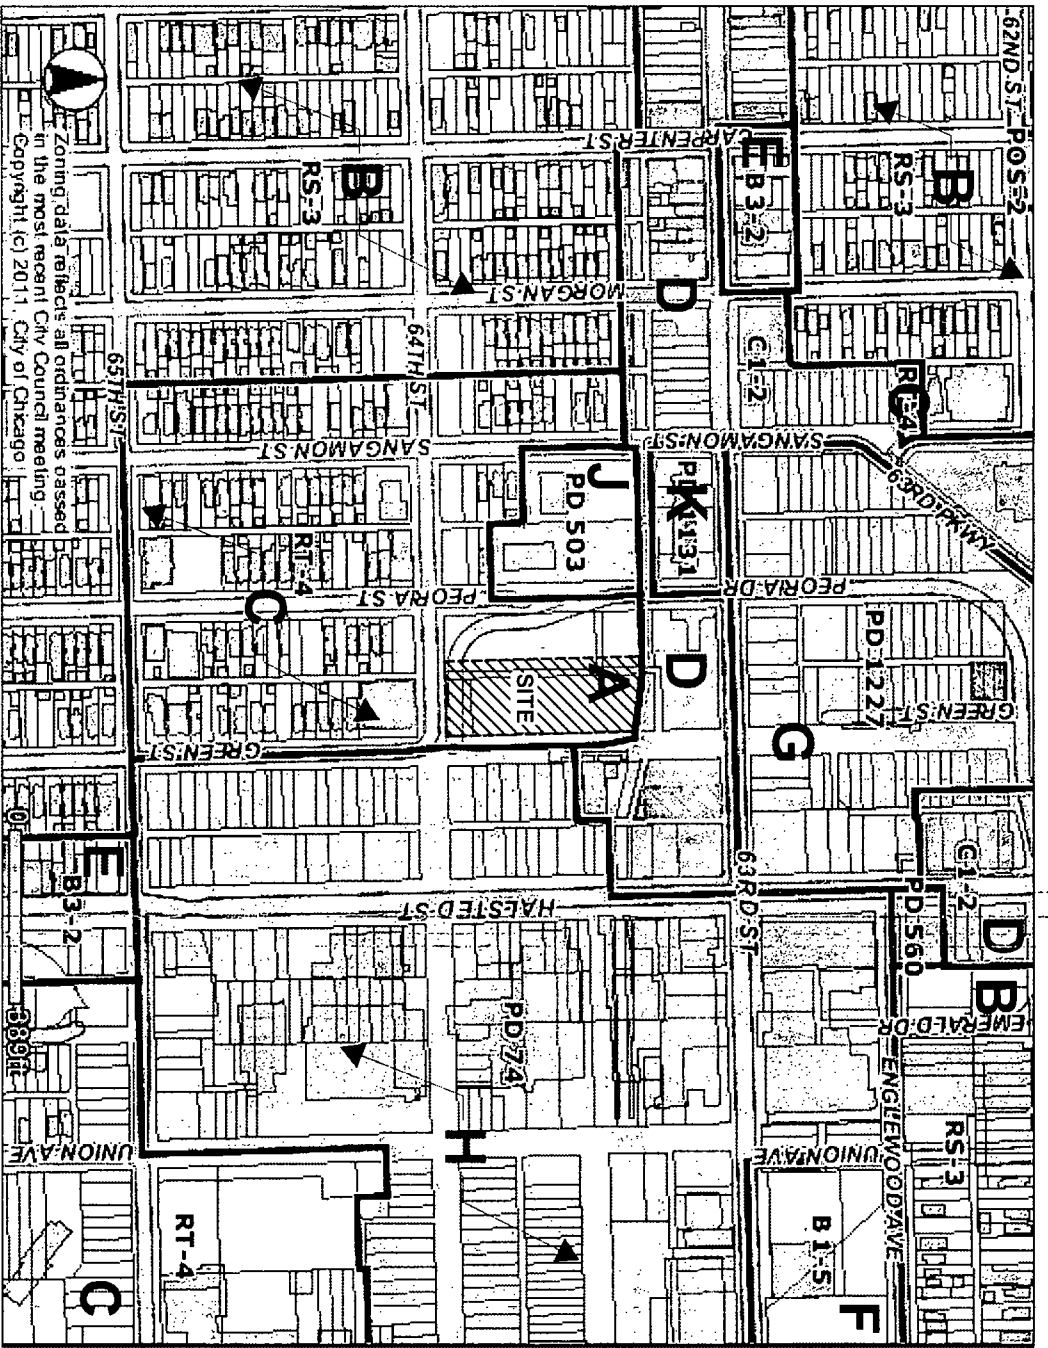 62ND ST
POS-2
B
RS-3
CARPENTER ST
E
B3-2
B
RS-3
D
MORGAN ST
C1-2
C
64TH ST
65TH ST
SANGAMON ST
SANGAMON ST
63RD PKWY
J
PD 503
K
RT-4
C
PEORIA ST
PEORIA DR
PD 1227
A
SITE
D
G
GREEN ST
GREEN ST
63RD ST
C1-2
D
PD 560
E
B3-2
HALSTED ST
B
EMERALD DR
ENGLEWOOD AVE
PD 74
H
RS-3
UNION AVE
UNION AVE
RT-4
B1-5
C
F
0
Zoning data reflects all ordinances passed
in the most recent City Council meeting.
Copyright (c) 2011 City of Chicago